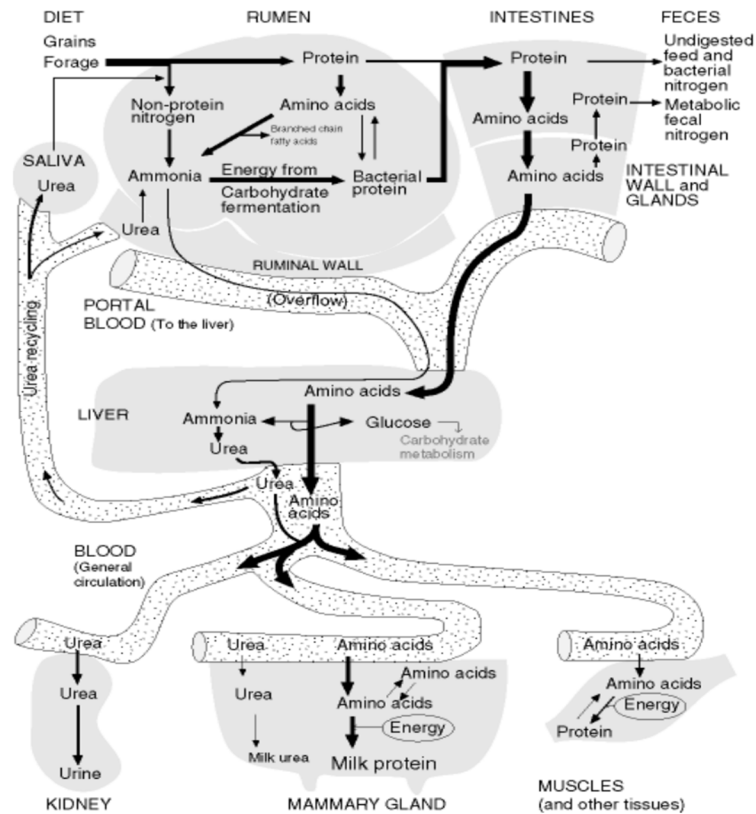 DIET
RUMEN
INTESTINES
FECES
Grains
Forage
Protein
Protein
Undigested
feed and
bacterial
nitrogen
Non-protein
nitrogen
Amino acids
Branched chain
fatty acids
Amino acids
Protein
Metabolic
fecal
nitrogen
Protein
SALIVA
Urea
Ammonia
Energy from
Carbohydrate
fermentation
Bacterial
protein
Amino acids
INTESTINAL
WALL and
GLANDS
Urea
RUMINAL WALL
(Overflow)
PORTAL
BLOOD (To the liver)
Urea recycling
LIVER
Amino acids
Ammonia
Glucose
Carbohydrate
metabolism
Urea
Urea
Amino
acids
BLOOD
(General
circulation)
Urea
Urea
Amino acids
Amino acids
Urea
Urea
Amino acids
Amino acids
Amino acids
Energy
Energy
Protein
Urine
Milk urea
Milk protein
KIDNEY
MAMMARY GLAND
MUSCLES
(and other tissues)